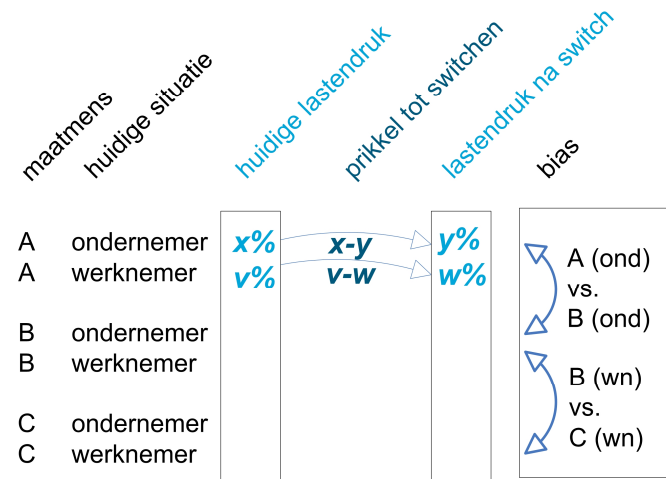 maatmens
huidige situatie
huidige lastendruk
prikkel tot switchen
lastendruk na switch
bias
A ondernemer x% x-y y%
A werknemer v% v-w w%
B ondernemer
B werknemer
C ondernemer
C werknemer
A (ond)
vs.
B (ond)
B (wn)
vs.
C (wn)